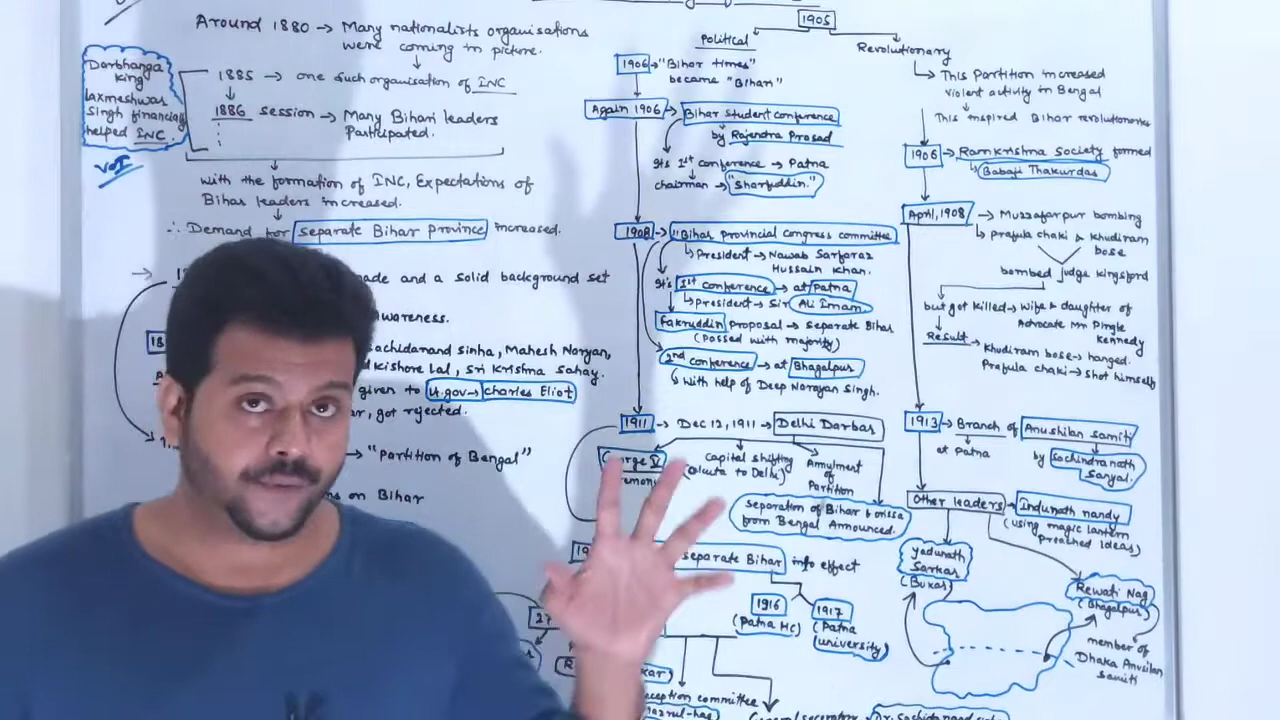 Around 1880 → Many nationalists organisations
were coming in picture.
Darbhanga
king
Laxmeshwar
Singh financially
helped INC.
VVI
1885 → one such organisation of INC
1886 session → Many Bihari leaders
Participated.
with the formation of INC, Expectations of
Bihar leaders increased.
∴ Demand for separate Bihar province increased.
ade and a solid background set
awareness.
Sachidanand Sinha, Mahesh Naryan,
kishore Lal, Sri Krishna Sahay.
given to Lt.gov → charles Eliot
got rejected.
→ "Partition of Bengal"
on Bihar
1905
Political
1906 → "Bihar times"
became "Bihari"
Again 1906 → Bihar student conference
by Rajendra Prasad
Its 1st conference → Patna
chairman → "Sharfuddin."
1908 → "Bihar provincial congress committee
President → Nawab Sarfaraz
Hussain Khan.
It's 1st conference → at Patna
President → Sir Ali Imam.
Fakruddin proposal → Separate Bihar
(Passed with majority)
2nd conference → at Bhagalpur
with help of Deep Narayan Singh.
1911 → Dec 12, 1911 → Delhi Darbar
George V
capital shifting
Annulment of
Partition
Separation of Bihar & orissa
from Bengal Announced.
separate Bihar into effect
1916
(Patna HC)
1917
(Patna
university)
27
ception committee
General secretary
Revolutionary
This Partition increased
violent activity in Bengal
This inspired Bihar revolutionaries
1906 → Ramkrishna Society formed
Babaji Thakurdas
April, 1908 → Muzzafarpur bombing
prafula chaki & Khudiram
bose
bombed judge kingsford
but got killed → wife & daughter of
Advocate Mr Pringle
Kennedy
Result → Khudiram bose → hanged.
Prafula chaki → shot himself
1913 → Branch of Anushilan samiti
at Patna
by Sachindranath
Sanyal.
Other leaders → Indunath nandy
(using magic lantern
preached ideas)
Yadunath
Sarkar
(Buxar)
Rewati Nag
(Bhagalpur)
member of
Dhaka Anusilan
samiti